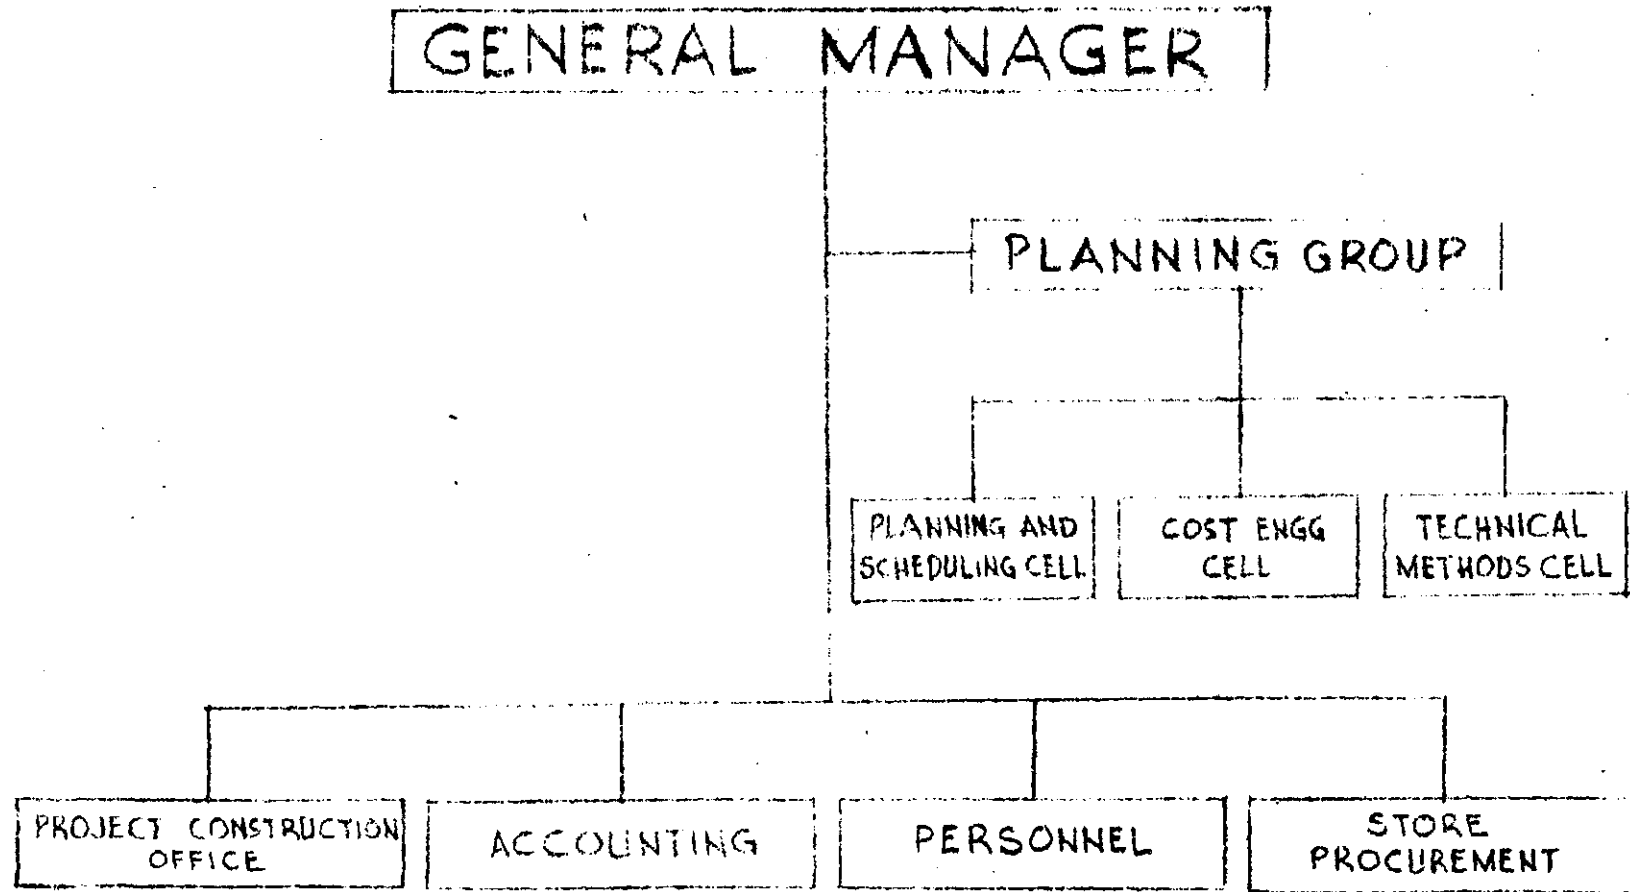 GENERAL MANAGER
PLANNING GROUP
PLANNING AND
SCHEDULING CELL
COST ENGG
CELL
TECHNICAL
METHODS CELL
PROJECT CONSTRUCTION
OFFICE
ACCOUNTING
PERSONNEL
STORE
PROCUREMENT